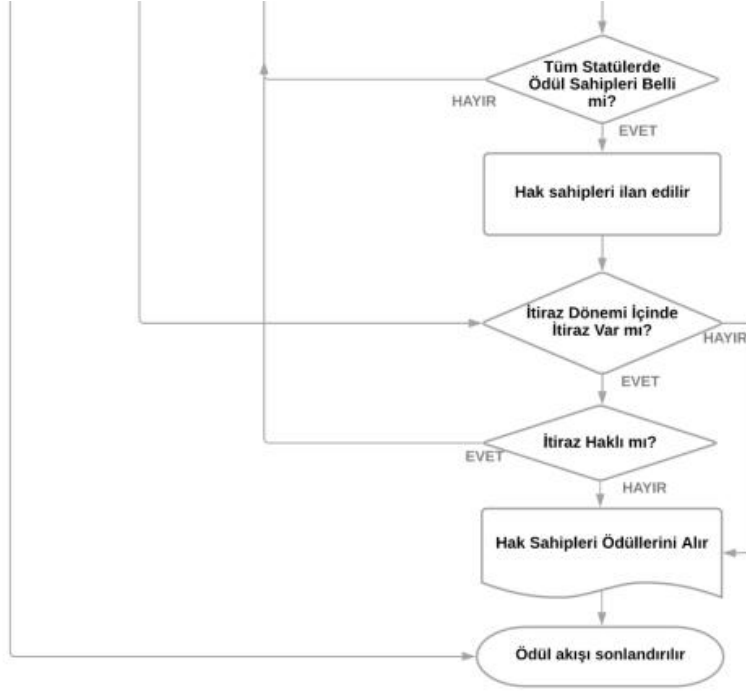 Tüm Statülerde
Ödül Sahipleri Belli
mi?
HAYIR
EVET
Hak sahipleri ilan edilir
İtiraz Dönemi İçinde
İtiraz Var mı?
HAYIR
EVET
İtiraz Haklı mı?
EVET
HAYIR
Hak Sahipleri Ödüllerini Alır
Ödül akışı sonlandırılır